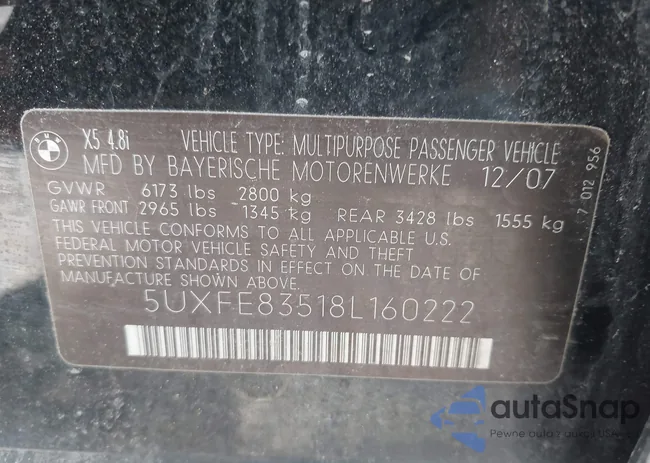 BMW
X5 4.8i VEHICLE TYPE: MULTIPURPOSE PASSENGER VEHICLE
MFD BY BAYERISCHE MOTORENWERKE 12/07
GVWR 6173 lbs 2800 kg
GAWR FRONT 2965 lbs 1345 kg REAR 3428 lbs 1555 kg
THIS VEHICLE CONFORMS TO ALL APPLICABLE U.S.
FEDERAL MOTOR VEHICLE SAFETY AND THEFT
PREVENTION STANDARDS IN EFFECT ON THE DATE OF
MANUFACTURE SHOWN ABOVE.
5UXFE83518L160222
7 012 956
autaSnap
Pewne auta z